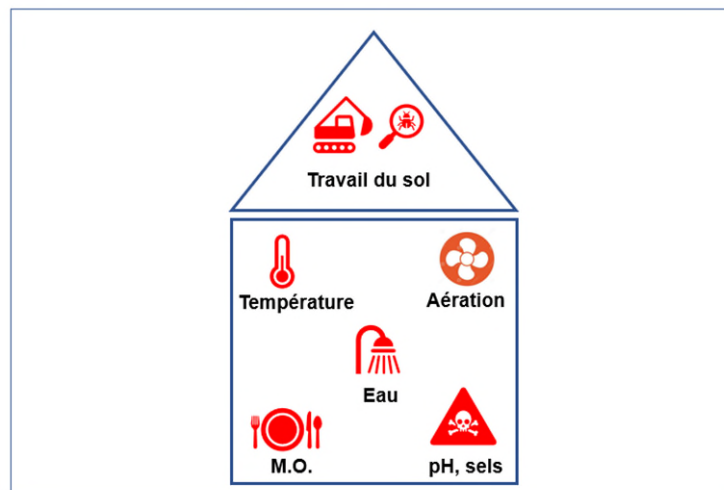 Travail du sol
Température
Aération
Eau
M.O.
pH, sels